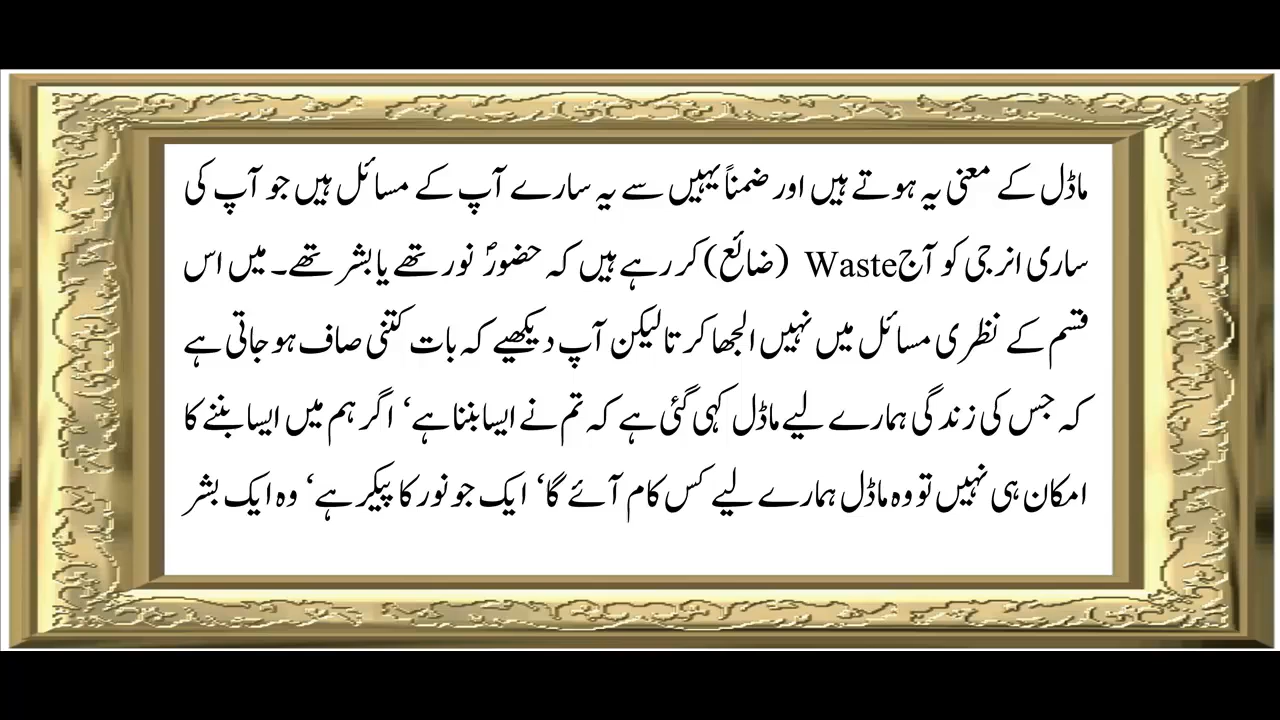 ماڈل کے معنی یہ ہوتے ہیں اور ضمناً یہیں سے یہ سارے آپ کے مسائل ہیں جو آپ کی
ساری انرجی کو آج Waste (ضائع) کر رہے ہیں کہ حضورؐ نور تھے یا بشر تھے۔ میں اس
قسم کے نظری مسائل میں نہیں الجھا کرتا لیکن آپ دیکھیے کہ بات کتنی صاف ہو جاتی ہے
کہ جس کی زندگی ہمارے لیے ماڈل کہی گئی ہے کہ تم نے ایسا بننا ہے‘ اگر ہم میں ایسا بننے کا
امکان ہی نہیں تو وہ ماڈل ہمارے لیے کس کام آئے گا‘ ایک جو نور کا پیکر ہے‘ وہ ایک بشر